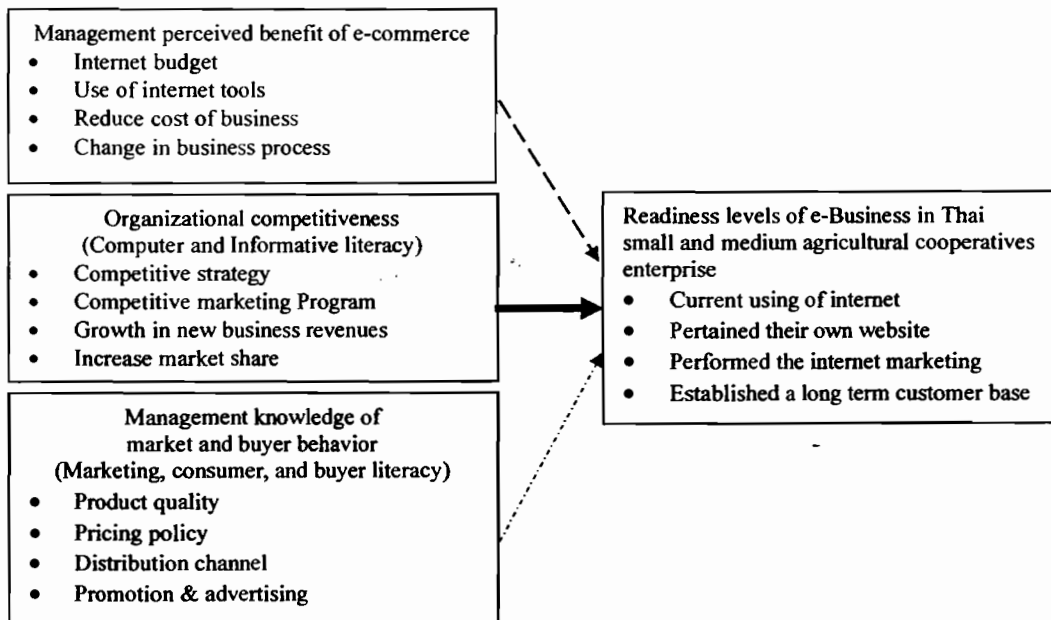 Management perceived benefit of e-commerce
• Internet budget
• Use of internet tools
• Reduce cost of business
• Change in business process
Organizational competitiveness
(Computer and Informative literacy)
• Competitive strategy
• Competitive marketing Program
• Growth in new business revenues
• Increase market share
Management knowledge of
market and buyer behavior
(Marketing, consumer, and buyer literacy)
• Product quality
• Pricing policy
• Distribution channel
• Promotion & advertising
Readiness levels of e-Business in Thai
small and medium agricultural cooperatives
enterprise
• Current using of internet
• Pertained their own website
• Performed the internet marketing
• Established a long term customer base